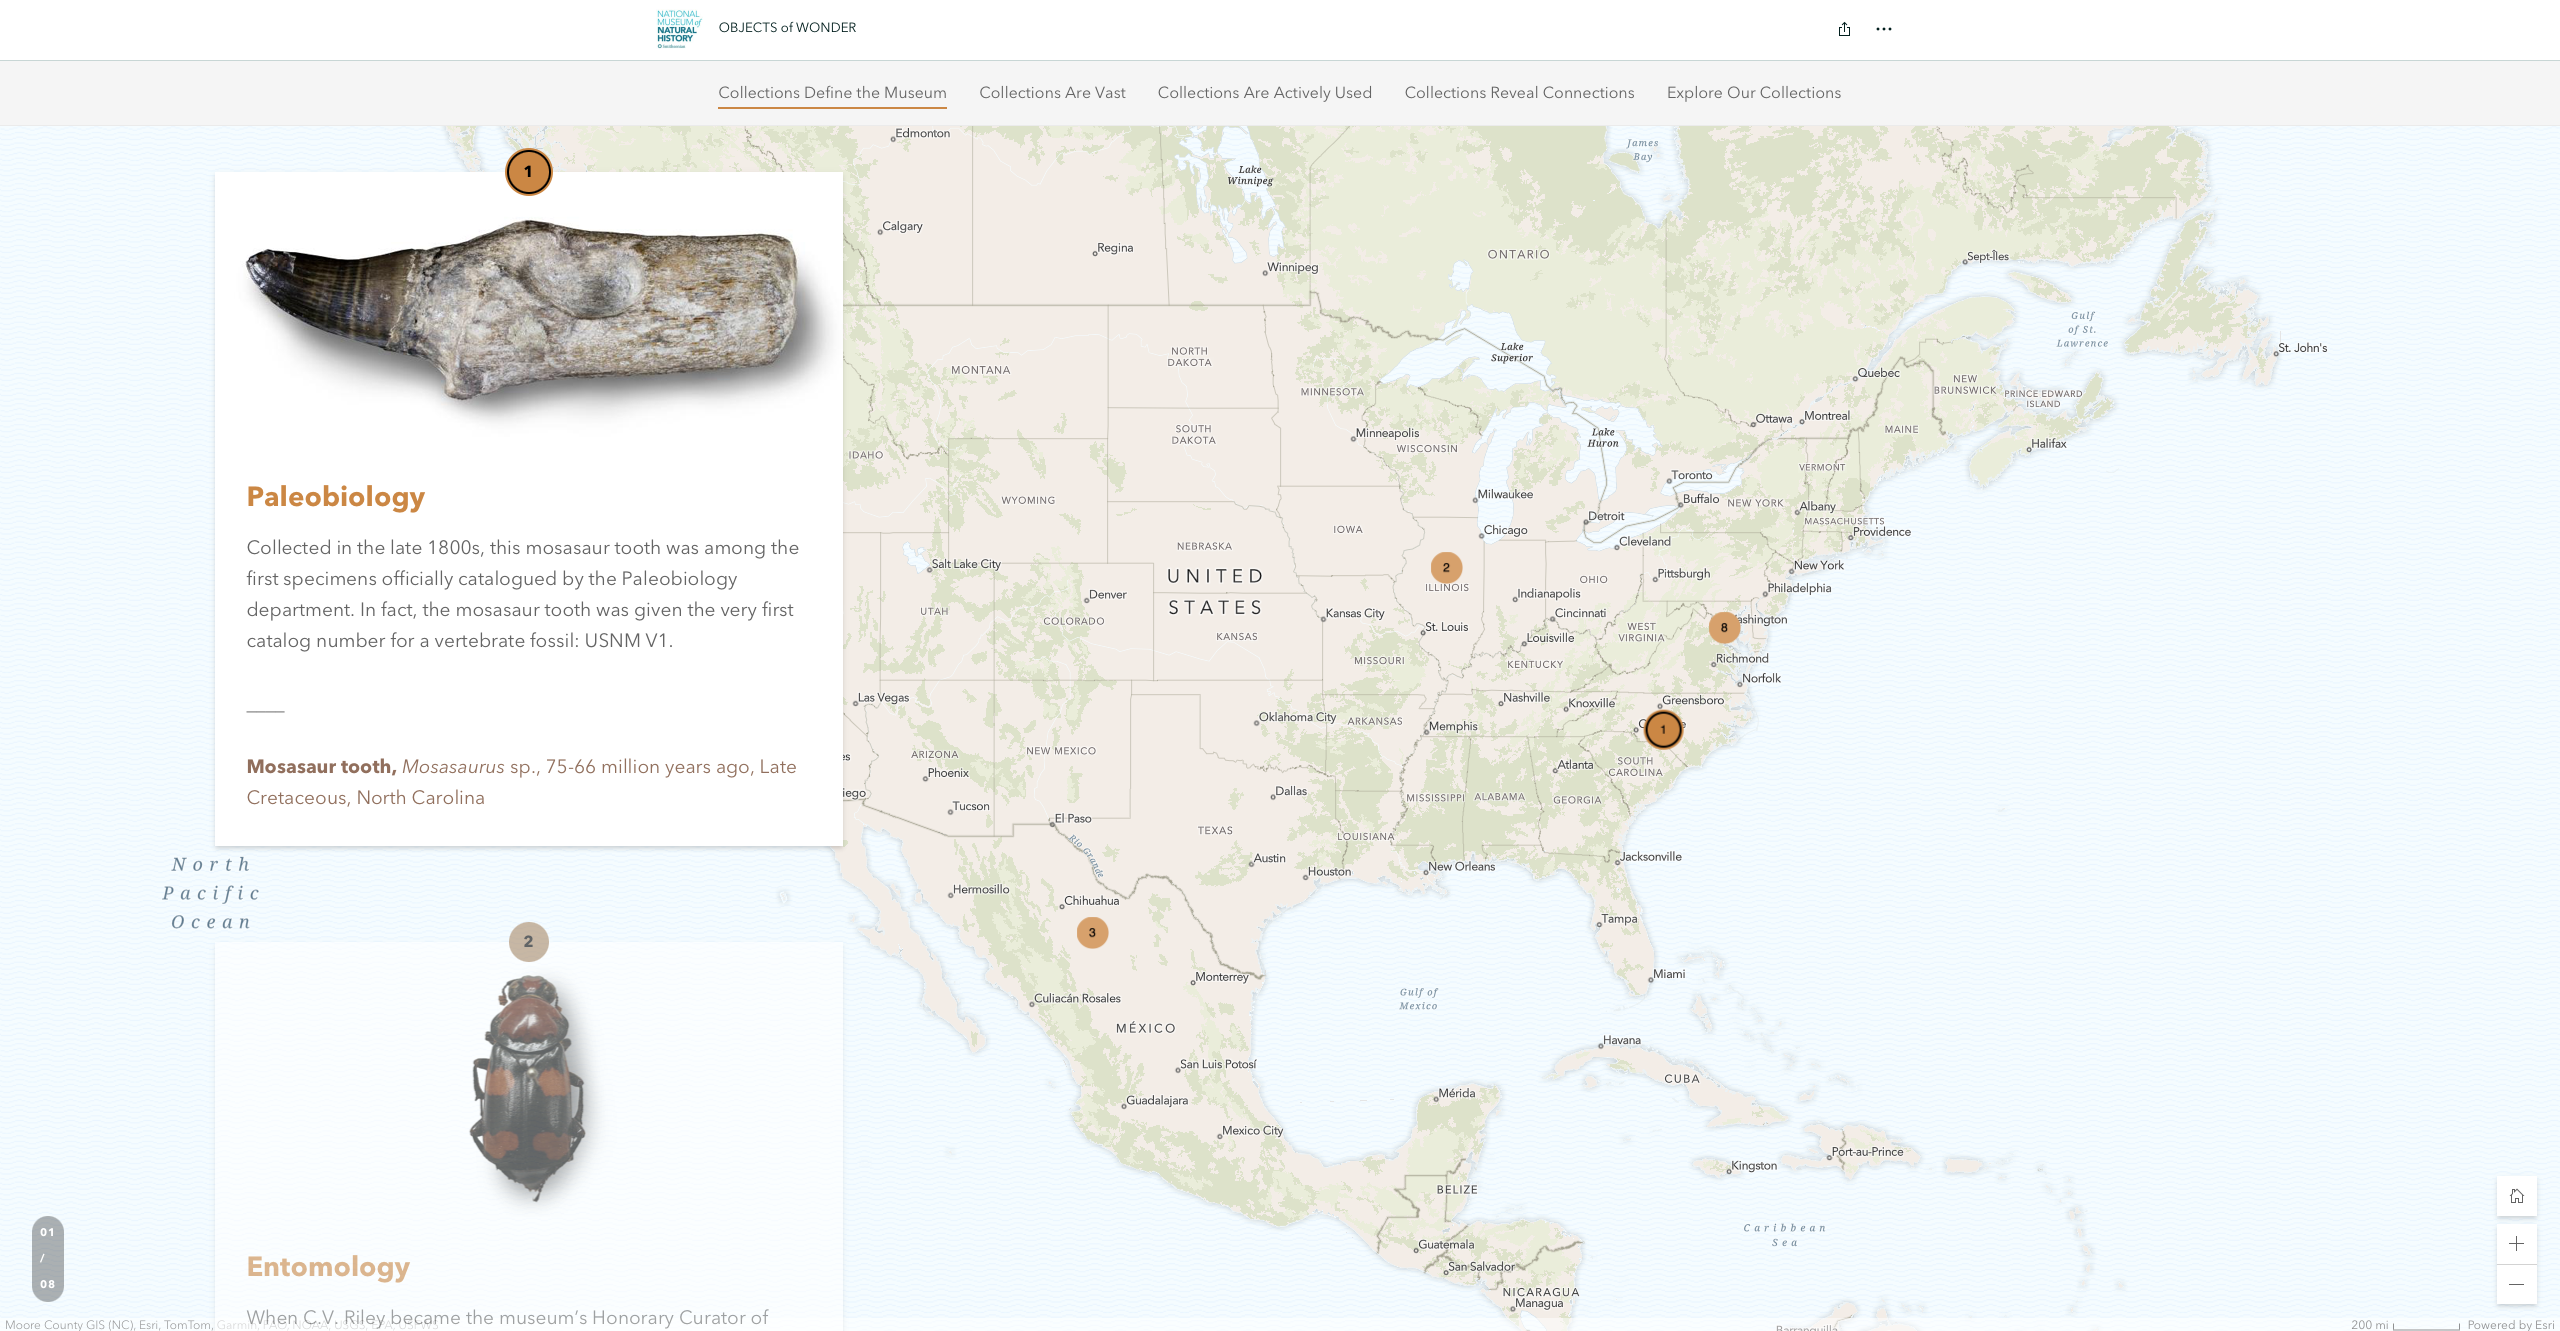 NATIONAL
MUSEUM of
NATURAL
HISTORY
Smithsonian
OBJECTS of WONDER
Collections Define the Museum
Collections Are Vast
Collections Are Actively Used
Collections Reveal Connections
Explore Our Collections
1
Paleobiology
Collected in the late 1800s, this mosasaur tooth was among the
first specimens officially catalogued by the Paleobiology
department. In fact, the mosasaur tooth was given the very first
catalog number for a vertebrate fossil: USNM V1.
Mosasaur tooth, Mosasaurus sp., 75-66 million years ago, Late
Cretaceous, North Carolina
North
Pacific
Ocean
2
Entomology
When C.V. Riley became the museum's Honorary Curator of
01
/
08
Edmonton
Calgary
Regina
Lake
Winnipeg
Winnipeg
James
Bay
ONTARIO
Sept-Îles
Gulf
of St.
Lawrence
St. John's
MONTANA
NORTH
DAKOTA
MINNESOTA
Lake
Superior
Quebec
NEW
BRUNSWICK
PRINCE EDWARD
ISLAND
Ottawa
Montreal
MAINE
Halifax
SOUTH
DAKOTA
Minneapolis
WISCONSIN
Lake
Huron
IDAHO
VERMONT
Toronto
WYOMING
Milwaukee
Buffalo
NEW YORK
Albany
MASSACHUSETTS
Providence
Detroit
IOWA
Chicago
Cleveland
NEBRASKA
Salt Lake City
UNITED
STATES
2
ILLINOIS
OHIO
Pittsburgh
New York
Philadelphia
Denver
UTAH
COLORADO
KANSAS
Kansas City
Indianapolis
Cincinnati
St. Louis
Louisville
WEST
VIRGINIA
8
ashington
MISSOURI
KENTUCKY
Richmond
Norfolk
Las Vegas
Nashville
Knoxville
Greensboro
Oklahoma City
ARKANSAS
Memphis
1
ARIZONA
NEW MEXICO
es
Phoenix
Atlanta
SOUTH
CAROLINA
iego
Tucson
Dallas
MISSISSIPPI
ALABAMA
GEORGIA
El Paso
Rio Grande
TEXAS
LOUISIANA
Austin
Houston
New Orleans
Jacksonville
Hermosillo
Chihuahua
3
Tampa
Monterrey
Miami
Culiacán Rosales
Gulf of
Mexico
MÉXICO
Havana
San Luis Potosí
CUBA
Guadalajara
Mérida
Mexico City
Kingston
Port-au-Prince
BELIZE
Caribbean
Sea
Guatemala
San Salvador
NICARAGUA
Managua
Barranquilla
Moore County GIS (NC), Esri, TomTom, Garmin, FAO, NOAA, USGS, EPA, USFWS
200 mi
Powered by Esri